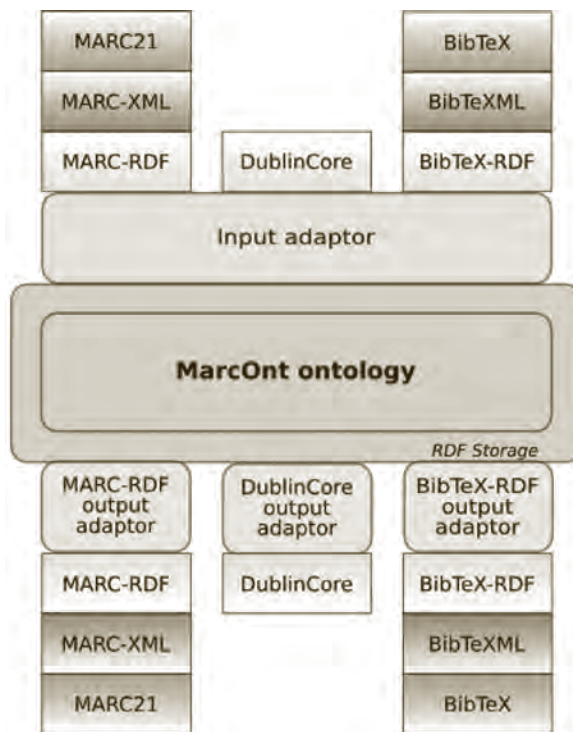 MARC21
BibTeX
MARC-XML
BibTeXML
MARC-RDF
DublinCore
BibTeX-RDF
Input adaptor
MarcOnt ontology
RDF Storage
MARC-RDF
output
adaptor
DublinCore
output
adaptor
BibTeX-RDF
output
adaptor
MARC-RDF
DublinCore
BibTeX-RDF
MARC-XML
BibTeXML
MARC21
BibTeX